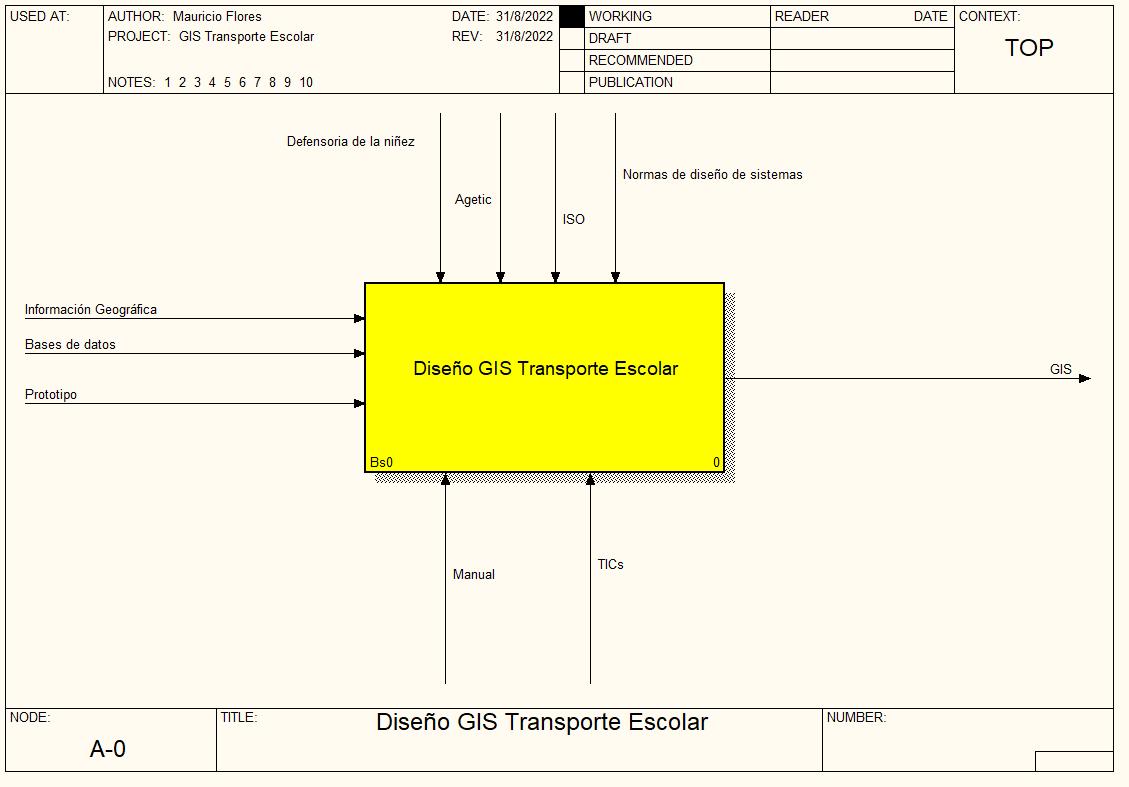 USED AT:
AUTHOR: Mauricio Flores
DATE: 31/8/2022
PROJECT: GIS Transporte Escolar
REV: 31/8/2022
NOTES: 1 2 3 4 5 6 7 8 9 10
WORKING
DRAFT
RECOMMENDED
PUBLICATION
READER DATE
CONTEXT:
TOP
Defensoria de la niñez
Agetic
ISO
Normas de diseño de sistemas
Información Geográfica
Bases de datos
Prototipo
Diseño GIS Transporte Escolar
Bs0 0
GIS
Manual
TICs
NODE:
A-0
TITLE:
Diseño GIS Transporte Escolar
NUMBER: